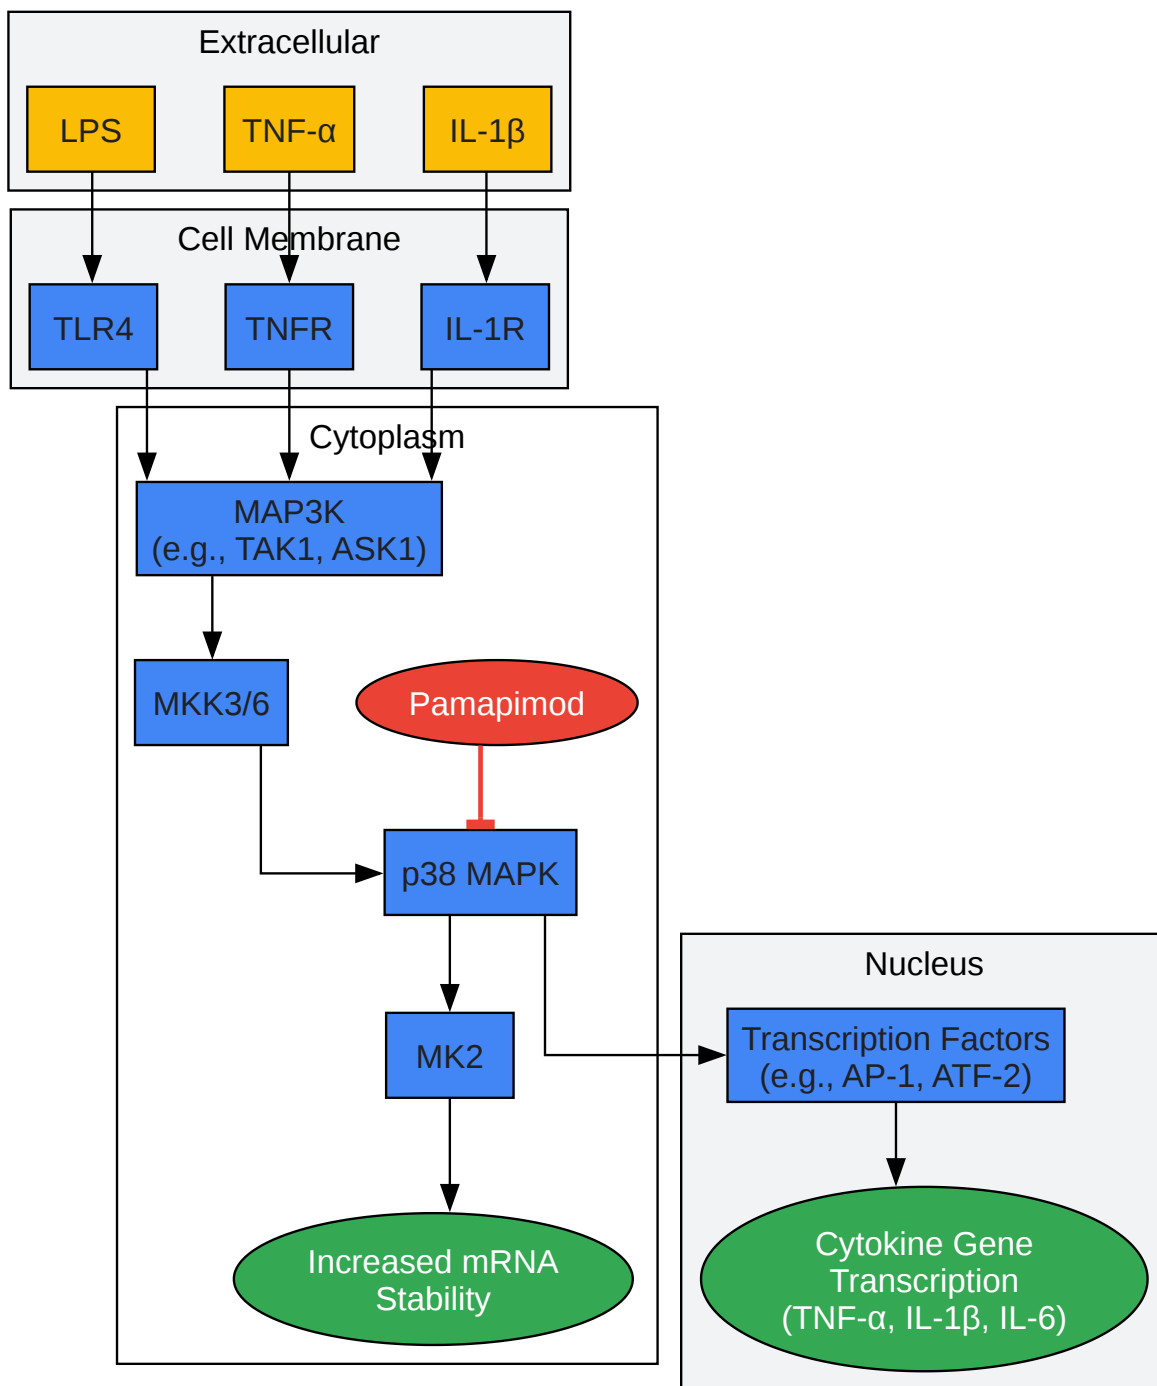 Extracellular
LPS
TNF-α
IL-1β
Cell Membrane
TLR4
TNFR
IL-1R
Cytoplasm
MAP3K
(e.g., TAK1, ASK1)
MKK3/6
Pamapimod
p38 MAPK
Nucleus
MK2
Transcription Factors
(e.g., AP-1, ATF-2)
Increased mRNA
Stability
Cytokine Gene
Transcription
(TNF-α, IL-1β, IL-6)